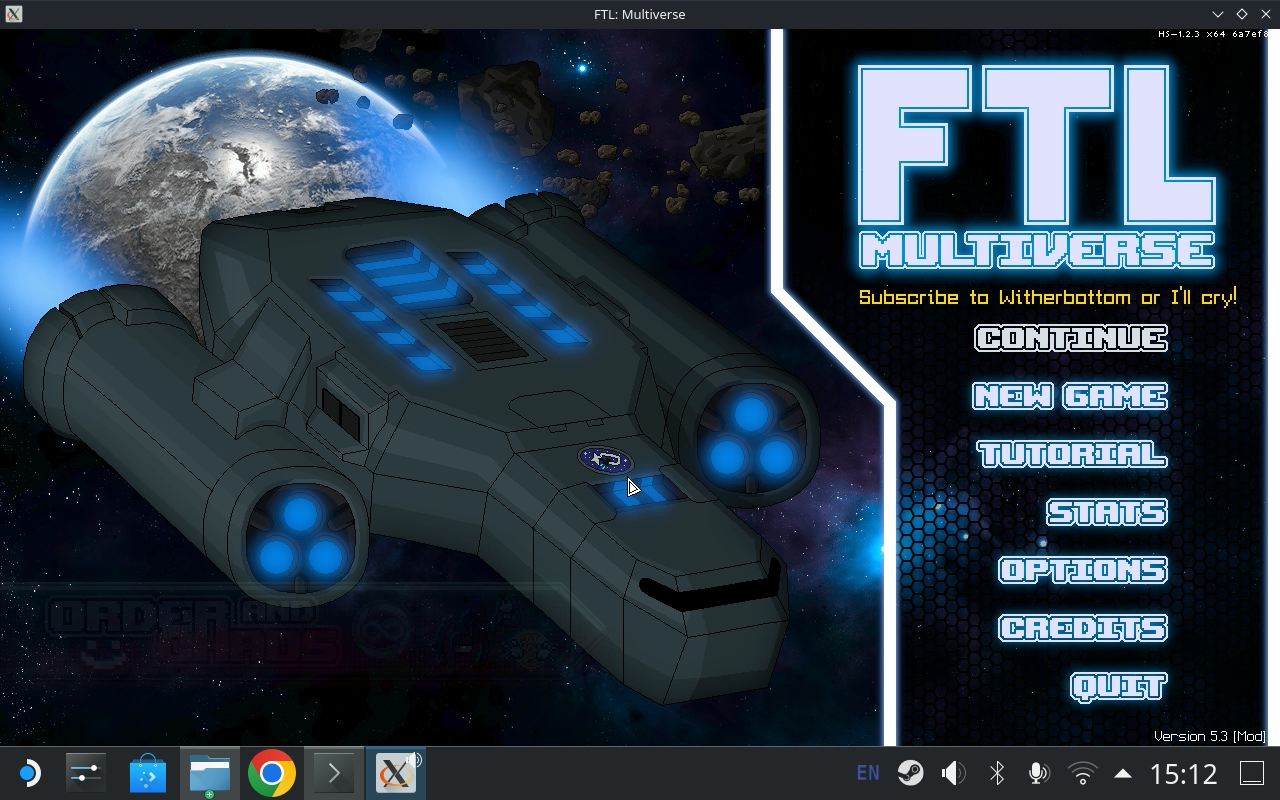 FTL: Multiverse
HS-1.2.3 x64 6a7ef8
FTL
MULTIVERSE
Subscribe to Witherbottom or I'll cry!
CONTINUE
NEW GAME
TUTORIAL
STATS
OPTIONS
CREDITS
QUIT
ORDER AND
CHAOS
Version 5.3 [Mod]
EN
15:12